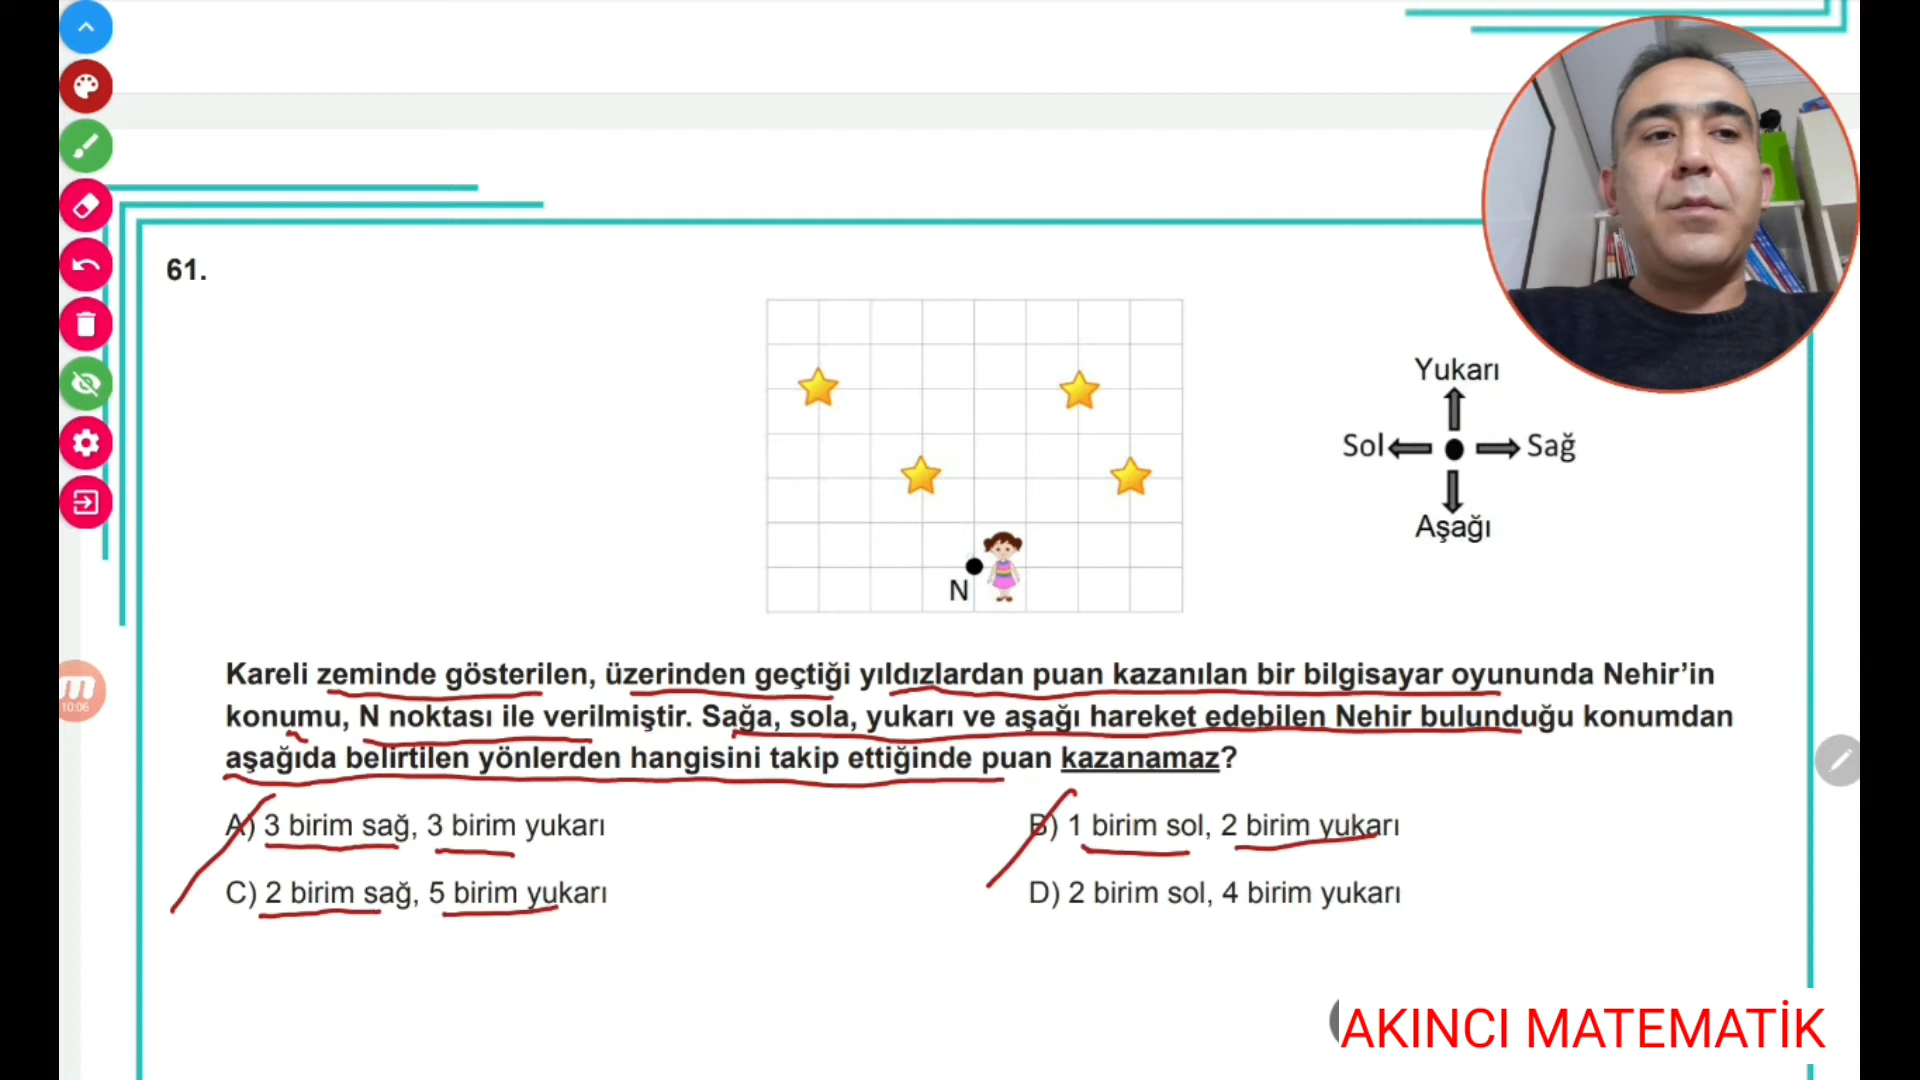 61.
Yukarı
Sol
Sağ
Aşağı
N
Kareli zeminde gösterilen, üzerinden geçtiği yıldızlardan puan kazanılan bir bilgisayar oyununda Nehir’in
konumu, N noktası ile verilmiştir. Sağa, sola, yukarı ve aşağı hareket edebilen Nehir bulunduğu konumdan
aşağıda belirtilen yönlerden hangisini takip ettiğinde puan kazanamaz?
A) 3 birim sağ, 3 birim yukarı
B) 1 birim sol, 2 birim yukarı
C) 2 birim sağ, 5 birim yukarı
D) 2 birim sol, 4 birim yukarı
10:06
AKINCI MATEMATİK